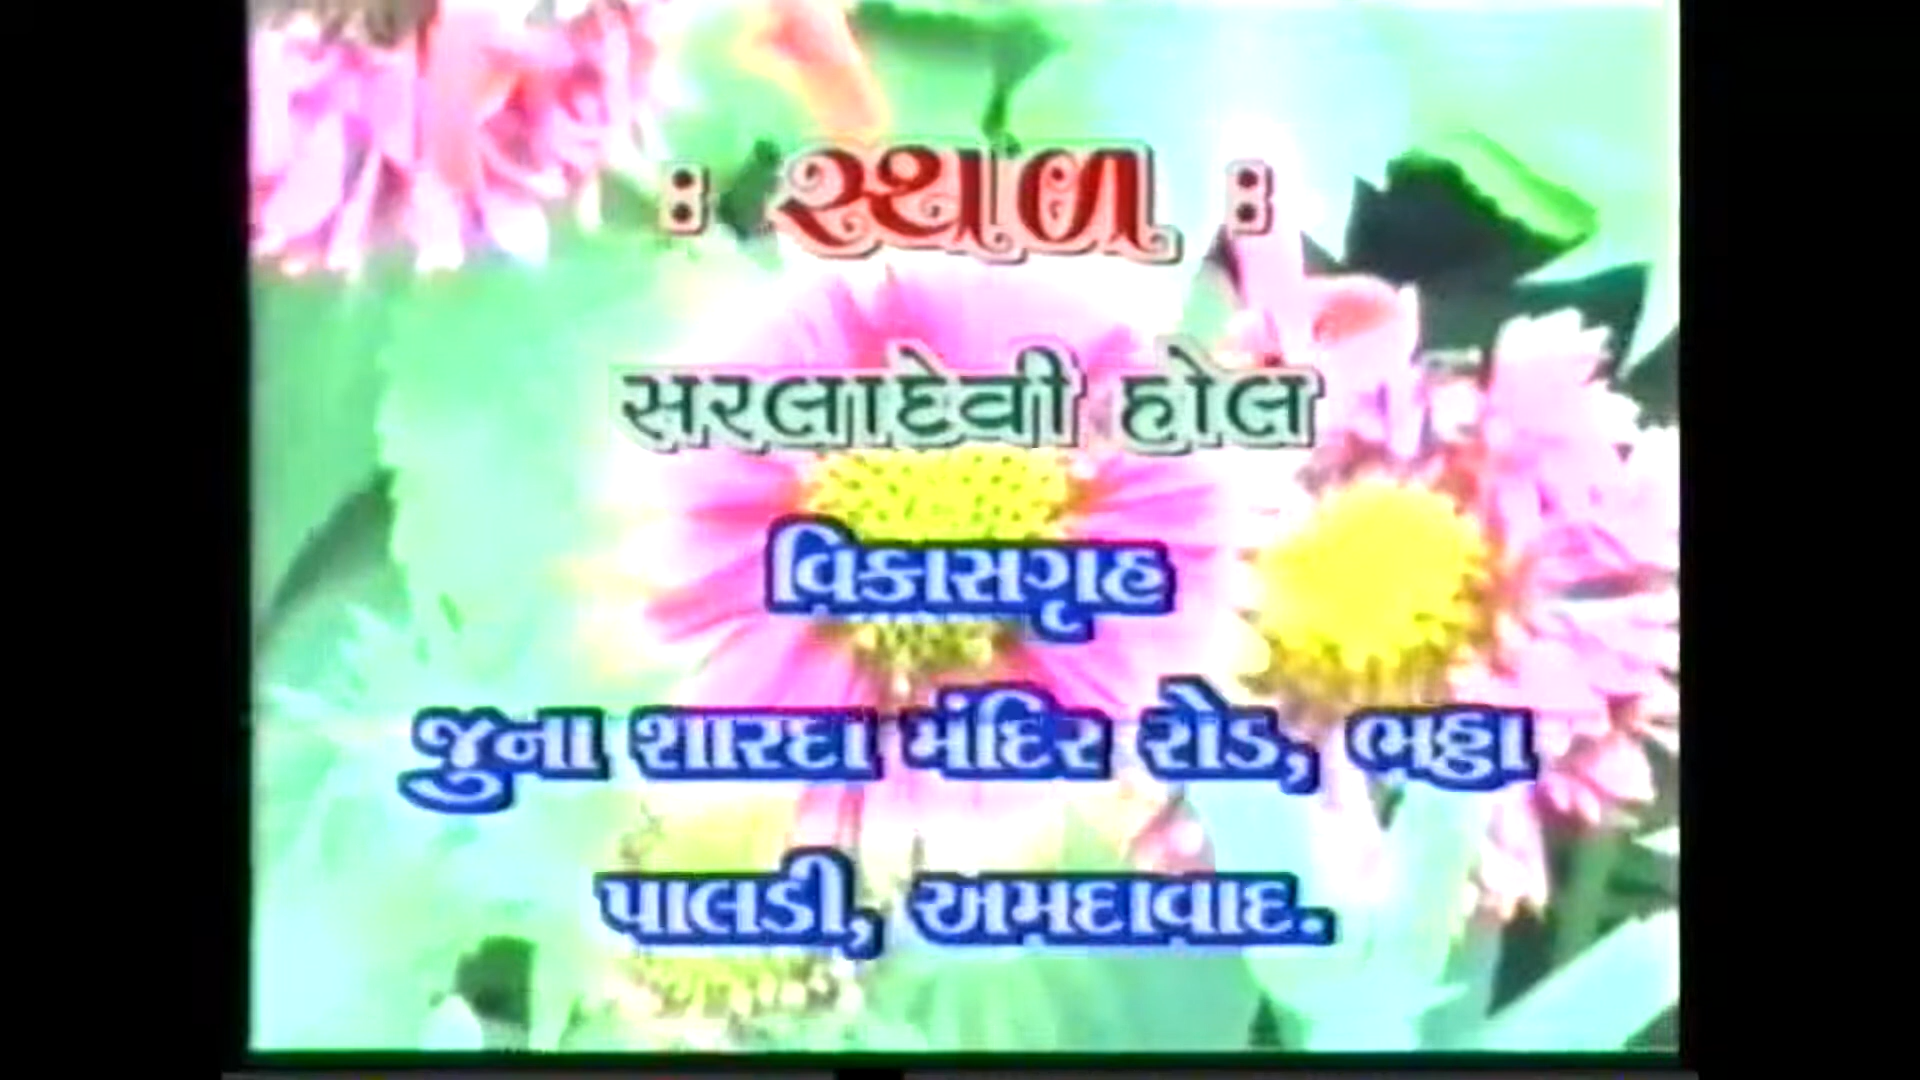 : સ્થળ :
સરલાદેવી હોલ
વિકાસગૃહ
જુના શારદા મંદિર રોડ, ભઠ્ઠા
પાલડી, અમદાવાદ.